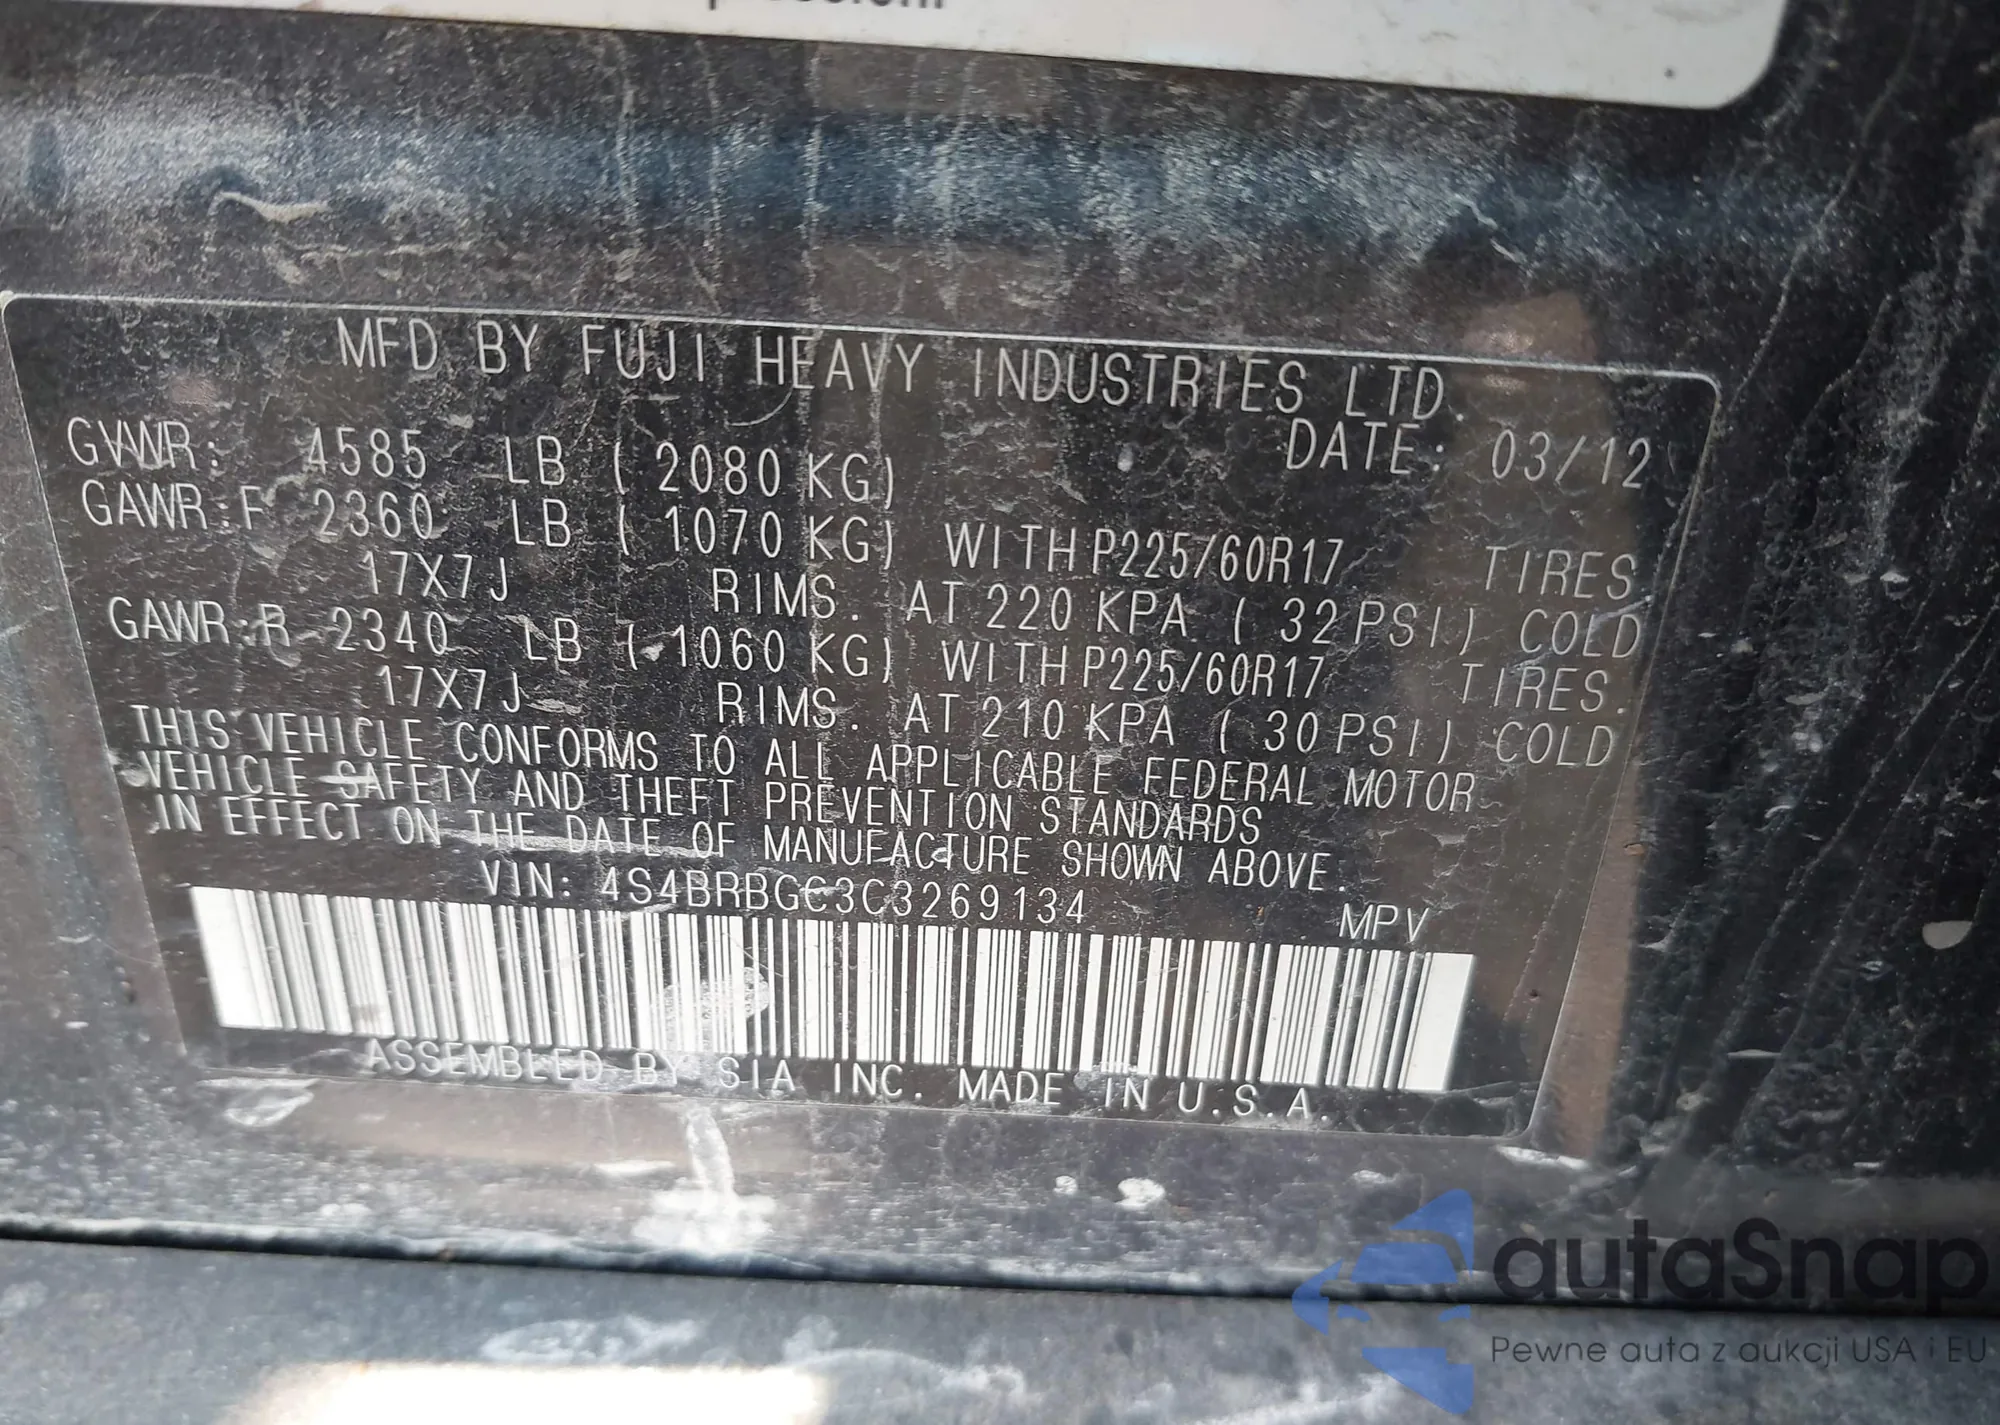 MFD BY FUJI HEAVY INDUSTRIES LTD.
DATE: 03/12
GVWR: 4585 LB ( 2080 KG)
GAWR:F 2360 LB ( 1070 KG) WITH P225/60R17 TIRES
17X7J RIMS. AT 220 KPA ( 32 PSI) COLD
GAWR:R 2340 LB ( 1060 KG) WITH P225/60R17 TIRES.
17X7J RIMS. AT 210 KPA ( 30 PSI) COLD
THIS VEHICLE CONFORMS TO ALL APPLICABLE FEDERAL MOTOR
VEHICLE SAFETY AND THEFT PREVENTION STANDARDS
IN EFFECT ON THE DATE OF MANUFACTURE SHOWN ABOVE.
VIN: 4S4BRBGC3C3269134 MPV
ASSEMBLED BY SIA INC. MADE IN U.S.A.
autaSnap
Pewne auta z aukcji USA i EU